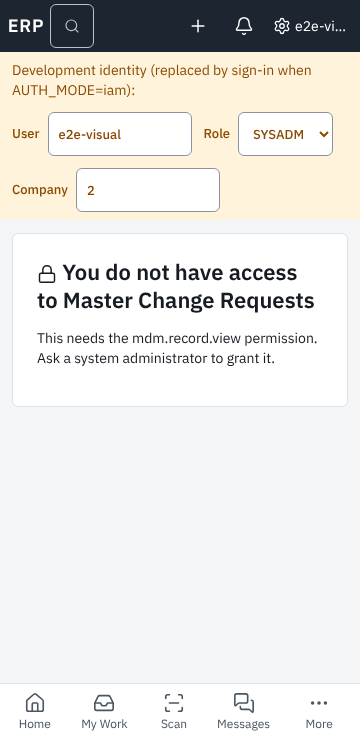 ERP
e2e-vi...
Development identity (replaced by sign-in when
AUTH_MODE=iam):
User e2e-visual Role SYSADM
Company 2
You do not have access
to Master Change Requests
This needs the mdm.record.view permission.
Ask a system administrator to grant it.
Home My Work Scan Messages More